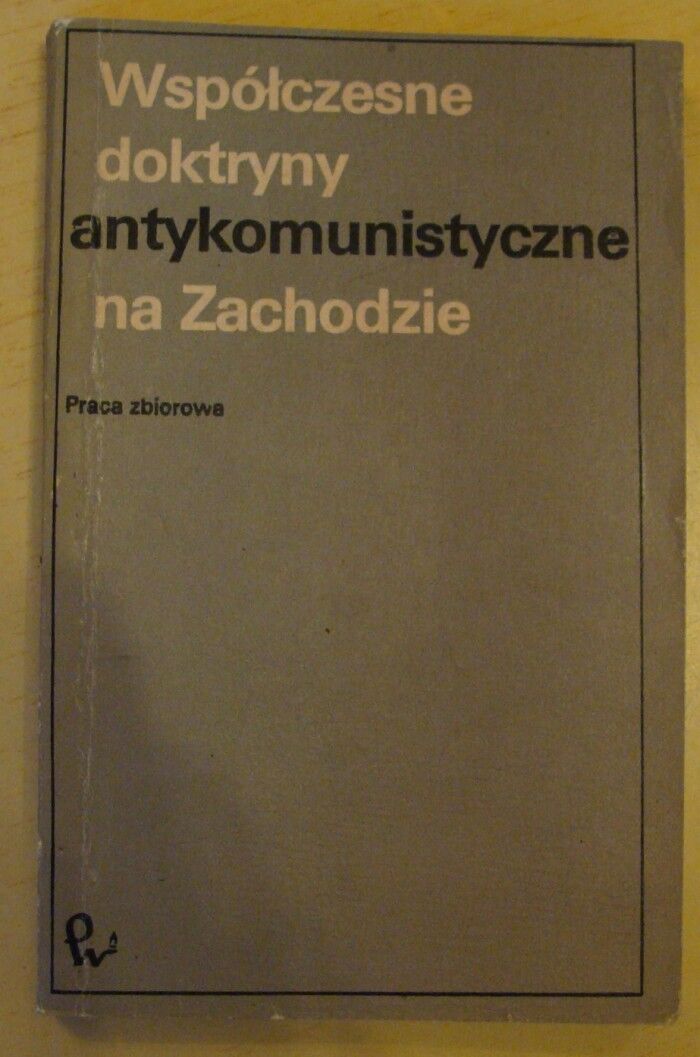 Współczesne
doktryny
antykomunistyczne
na Zachodzie
Praca zbiorowa